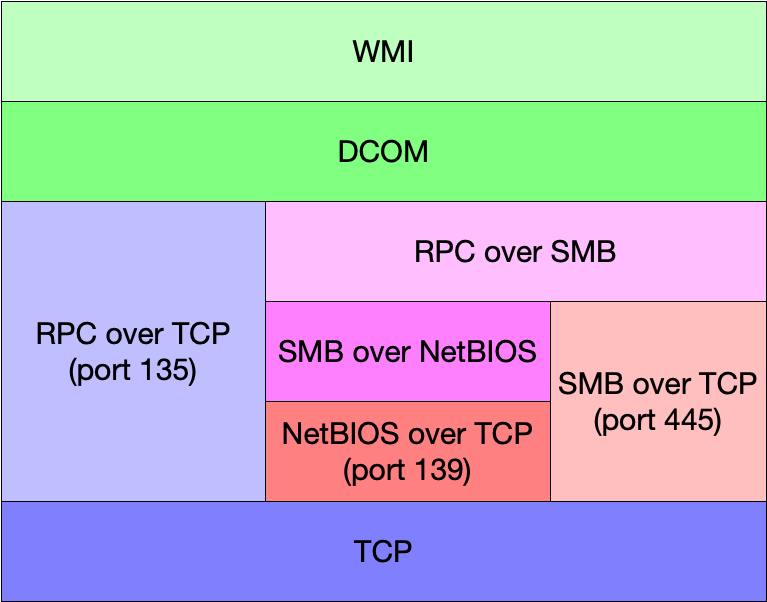 WMI
DCOM
RPC over SMB
RPC over TCP
(port 135)
SMB over NetBIOS
SMB over TCP
(port 445)
NetBIOS over TCP
(port 139)
TCP